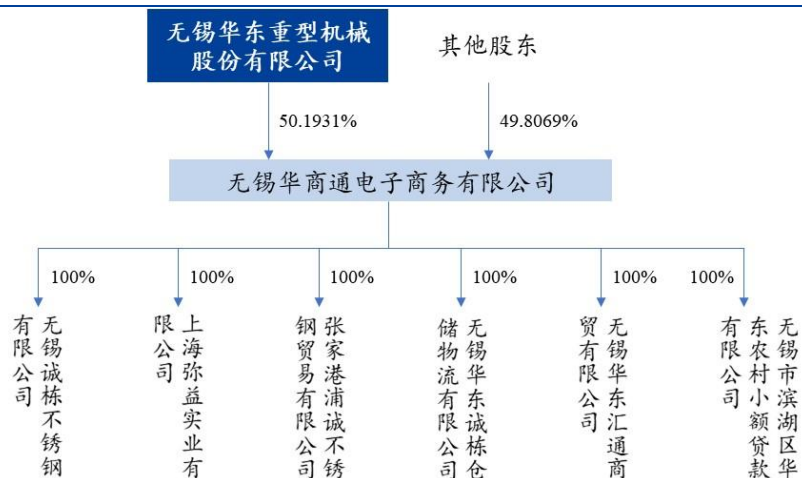 无锡华东重型机械
股份有限公司
其他股东
50.1931%
49.8069%
无锡华商通电子商务有限公司
100%
100%
100%
100%
100%
100%
无锡诚栋不锈钢
有限公司
上海弥益实业有
限公司
张家港浦诚不锈
钢贸易有限公司
无锡华东诚栋仓
储物流有限公司
无锡华东汇通商
贸有限公司
无锡市滨湖区华
东农村小额贷款
有限公司